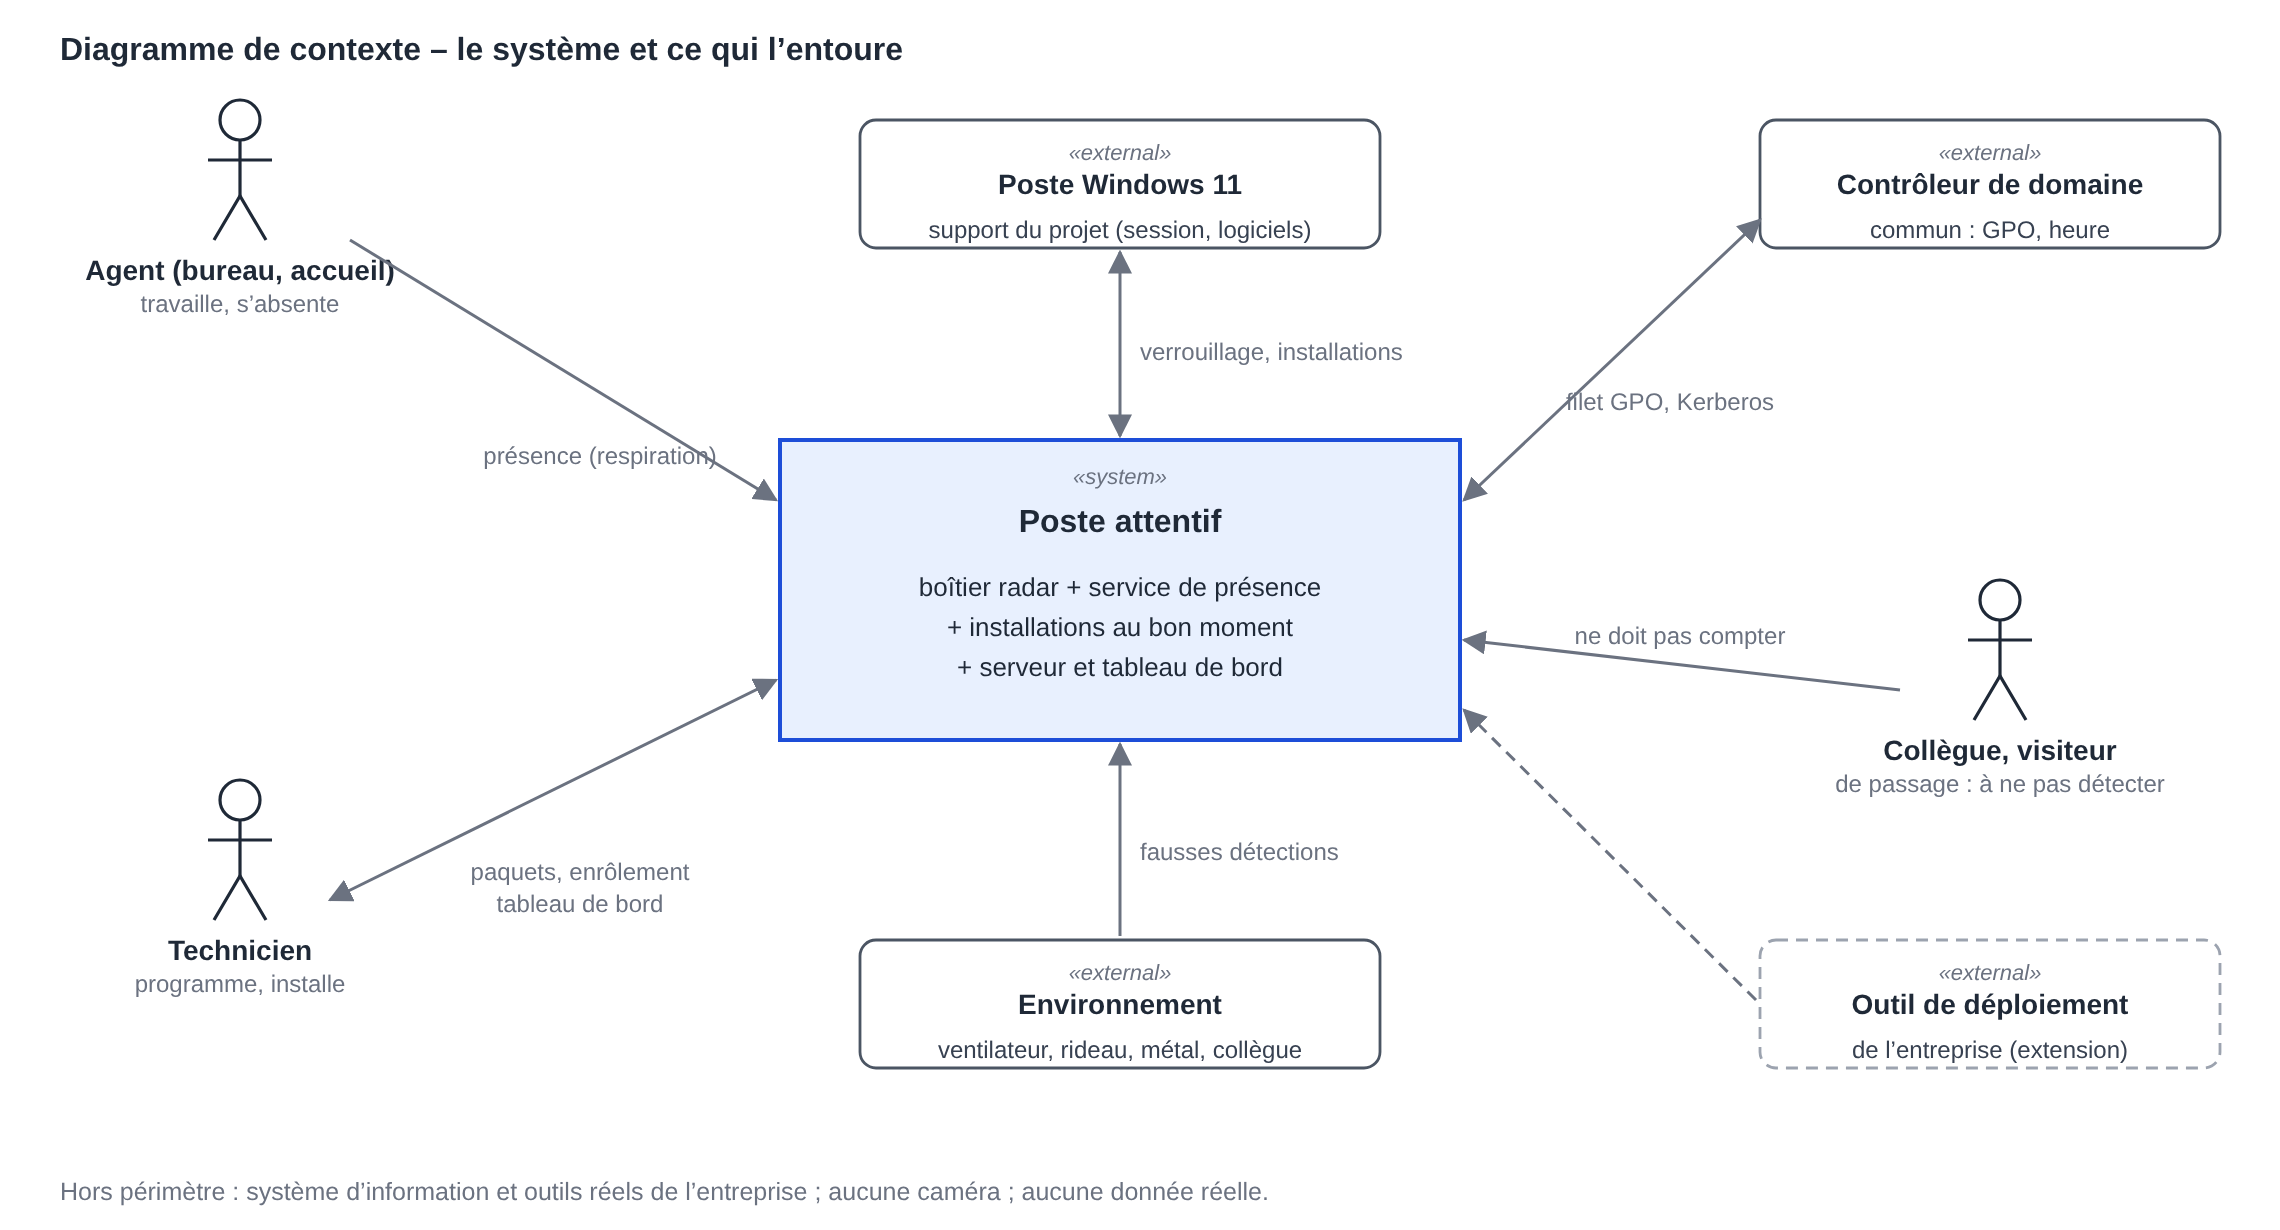 Diagramme de contexte – le système et ce qui l’entoure
«external»
Poste Windows 11
support du projet (session, logiciels)
«external»
Contrôleur de domaine
commun : GPO, heure
Agent (bureau, accueil)
travaille, s’absente
verrouillage, installations
filet GPO, Kerberos
présence (respiration)
«system»
Poste attentif
boîtier radar + service de présence
+ installations au bon moment
+ serveur et tableau de bord
ne doit pas compter
Collègue, visiteur
de passage : à ne pas détecter
fausses détections
paquets, enrôlement
tableau de bord
Technicien
programme, installe
«external»
Environnement
ventilateur, rideau, métal, collègue
«external»
Outil de déploiement
de l’entreprise (extension)
Hors périmètre : système d’information et outils réels de l’entreprise ; aucune caméra ; aucune donnée réelle.